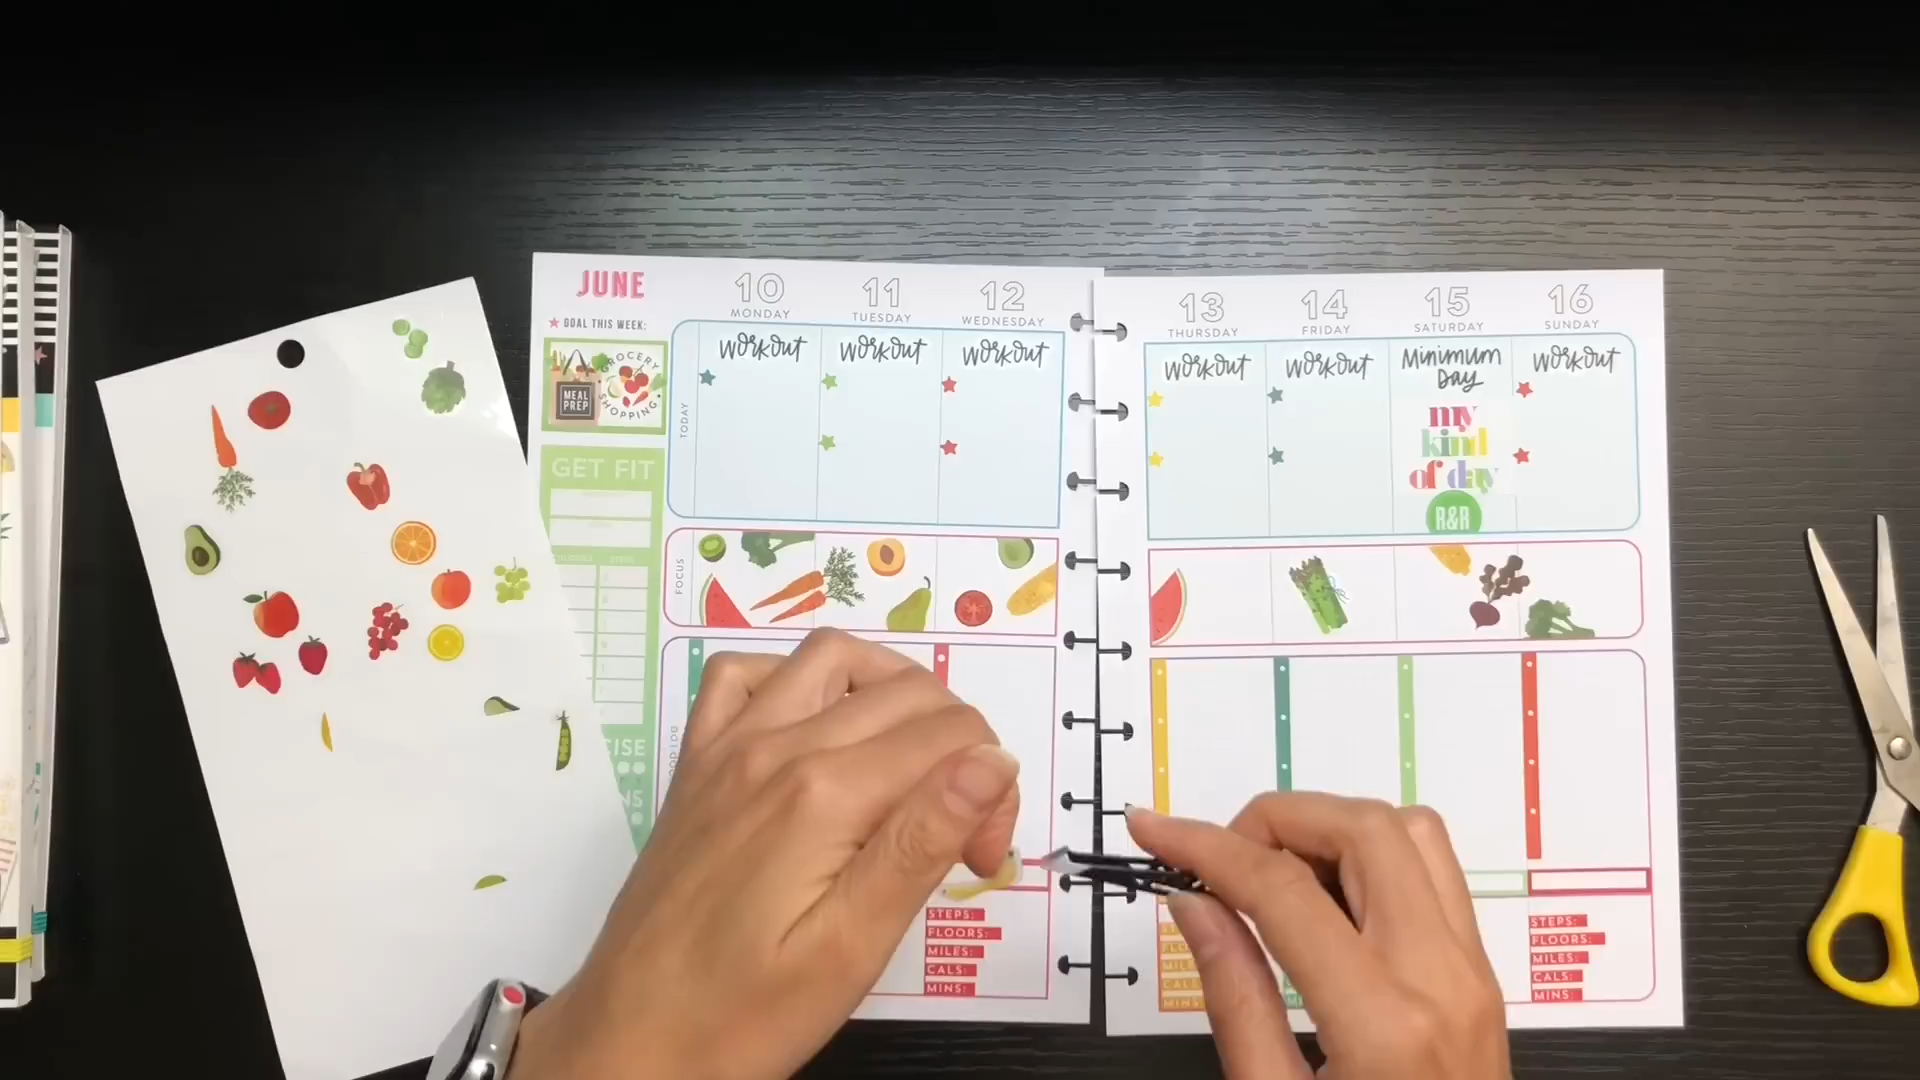 JUNE
GOAL THIS WEEK:
GROCERY
SHOPPING
MEAL
PREP
GET FIT
10
MONDAY
11
TUESDAY
12
WEDNESDAY
13
THURSDAY
14
FRIDAY
15
SATURDAY
16
SUNDAY
TODAY
workout
workout
workout
workout
workout
Minimum
Day
workout
my
kind
of day
R&R
FOCUS
STEPS:
FLOORS:
MILES:
CALS:
MINS:
STEPS:
FLOORS:
MILES:
CALS:
MINS: